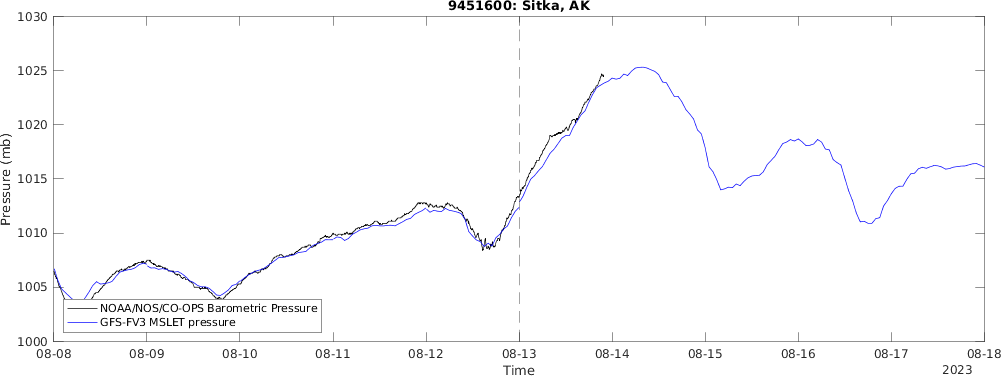 9451600: Sitka, AK
1030
1025
1020
1015
1010
1005
1000
Pressure (mb)
NOAA/NOS/CO-OPS Barometric Pressure
GFS-FV3 MSLET pressure
08-08 08-09 08-10 08-11 08-12 08-13 08-14 08-15 08-16 08-17 08-18
Time
2023